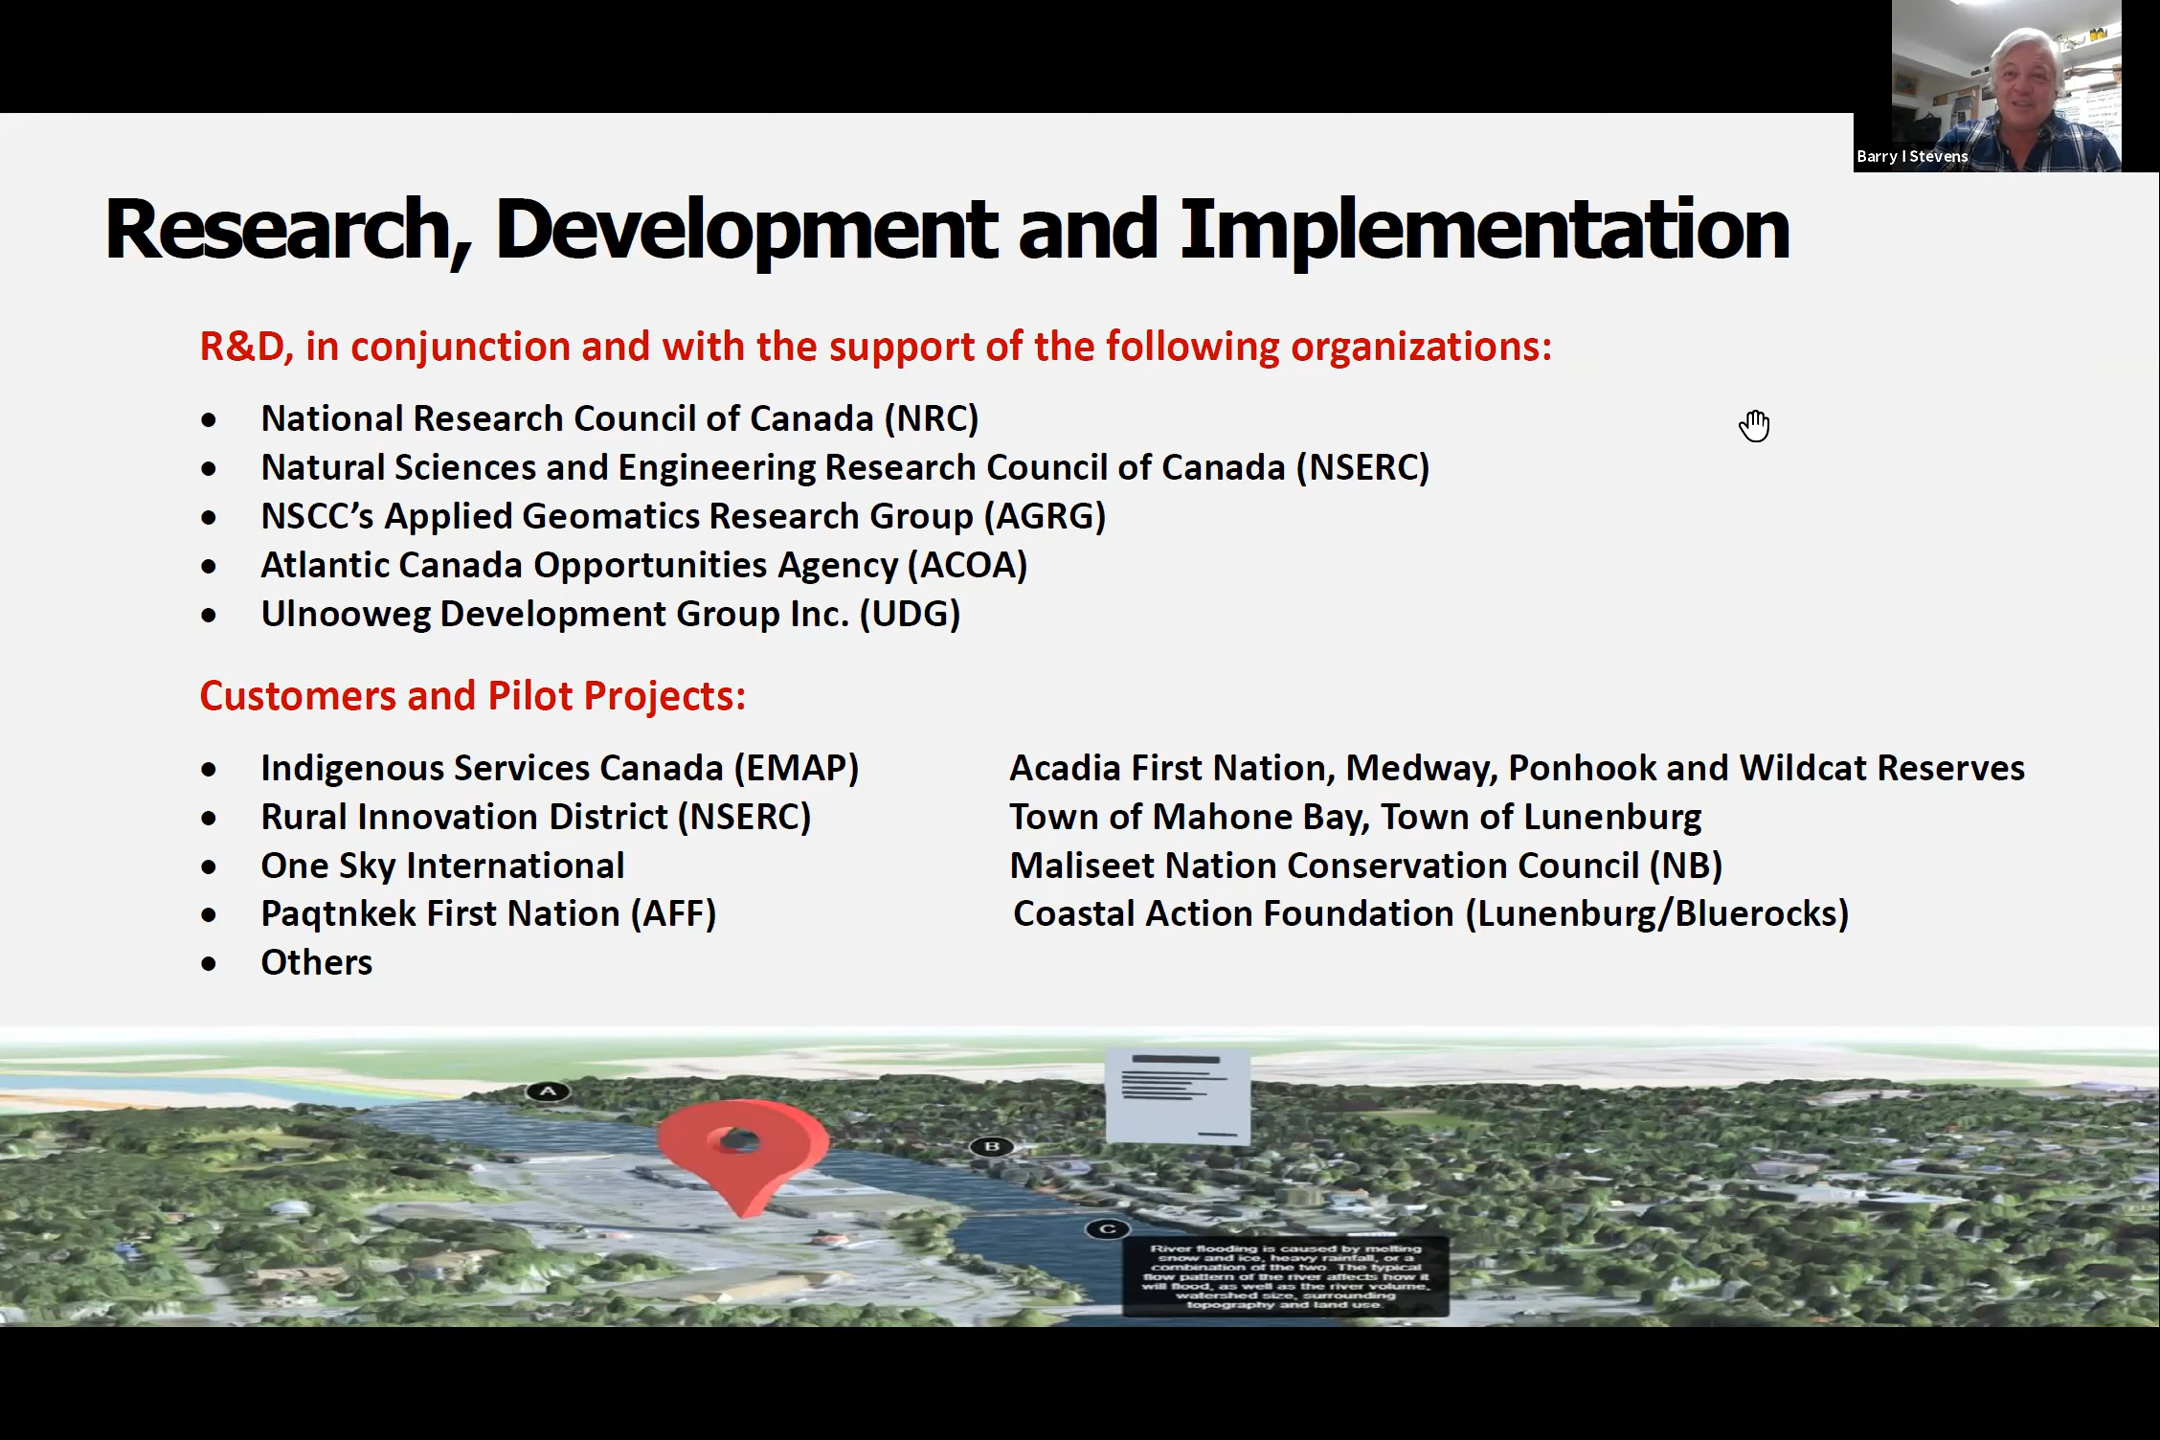 Barry I Stevens
Research, Development and Implementation
R&D, in conjunction and with the support of the following organizations:
• National Research Council of Canada (NRC)
• Natural Sciences and Engineering Research Council of Canada (NSERC)
• NSCC’s Applied Geomatics Research Group (AGRG)
• Atlantic Canada Opportunities Agency (ACOA)
• Ulnooweg Development Group Inc. (UDG)
Customers and Pilot Projects:
• Indigenous Services Canada (EMAP) Acadia First Nation, Medway, Ponhook and Wildcat Reserves
• Rural Innovation District (NSERC) Town of Mahone Bay, Town of Lunenburg
• One Sky International Maliseet Nation Conservation Council (NB)
• Paqtnkek First Nation (AFF) Coastal Action Foundation (Lunenburg/Bluerocks)
• Others
A
B
C
River flooding is caused by melting
snow and ice, heavy rainfall, or a
combination of the two. The typical
flow pattern of the river affects how it
will flood, as well as the river volume,
watershed size, surrounding
topography and land use.